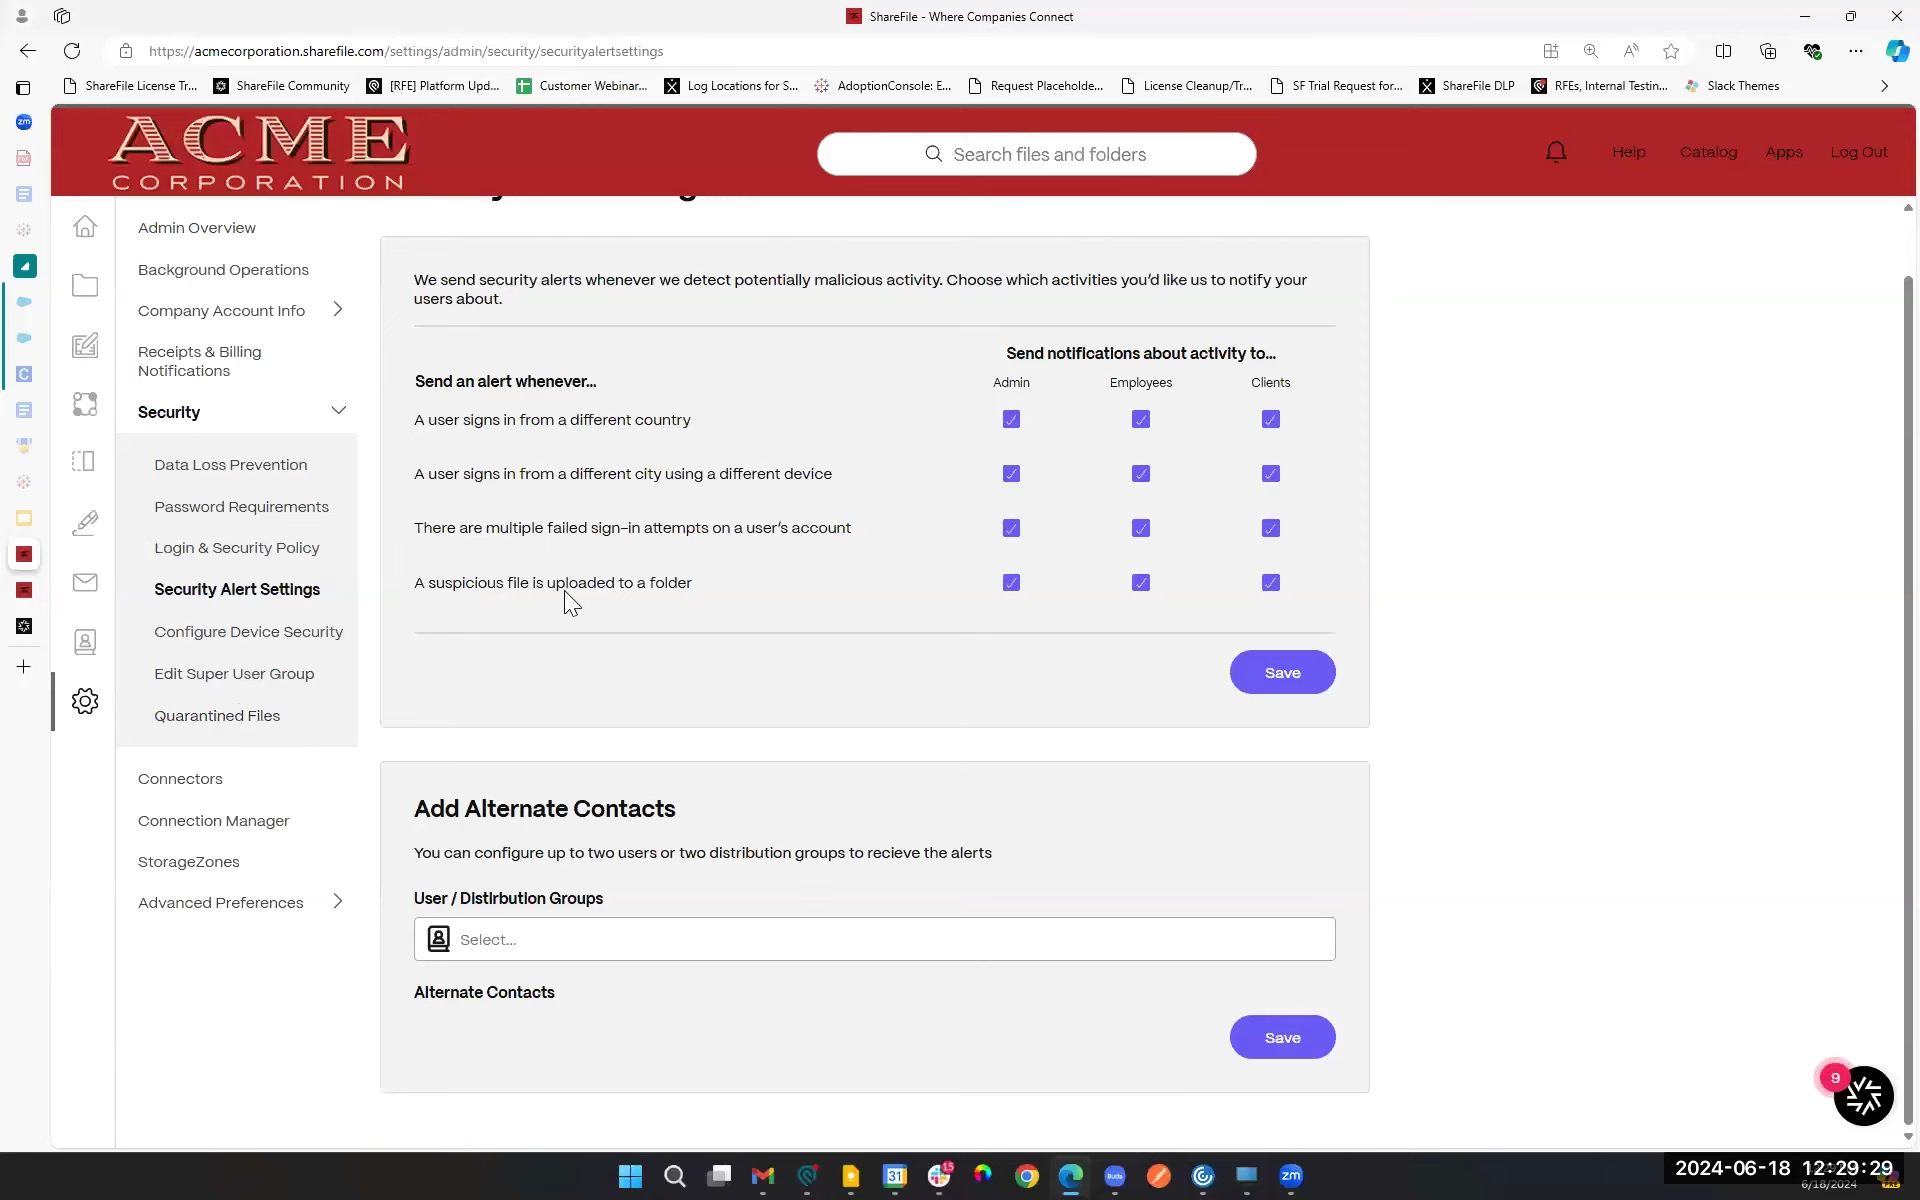 ShareFile - Where Companies Connect
https://acmecorporation.sharefile.com/settings/admin/security/securityalertsettings
ShareFile License Tr...
ShareFile Community
[RFE] Platform Upd...
Customer Webinar...
Log Locations for S...
AdoptionConsole: E...
Request Placeholde...
License Cleanup/Tr...
SF Trial Request for...
ShareFile DLP
RFEs, Internal Testin...
Slack Themes
ACME
CORPORATION
Search files and folders
Help
Catalog
Apps
Log Out
zm
Admin Overview
Background Operations
Company Account Info
Receipts & Billing
Notifications
Security
Data Loss Prevention
Password Requirements
Login & Security Policy
Security Alert Settings
Configure Device Security
Edit Super User Group
Quarantined Files
Connectors
Connection Manager
StorageZones
Advanced Preferences
We send security alerts whenever we detect potentially malicious activity. Choose which activities you'd like us to notify your
users about.
Send notifications about activity to...
Send an alert whenever...
Admin
Employees
Clients
A user signs in from a different country
A user signs in from a different city using a different device
There are multiple failed sign-in attempts on a user's account
A suspicious file is uploaded to a folder
Save
Add Alternate Contacts
You can configure up to two users or two distribution groups to recieve the alerts
User / Distirbution Groups
Select...
Alternate Contacts
Save
9
31
15
zm
2024-06-18 12:29:29
6/18/2024